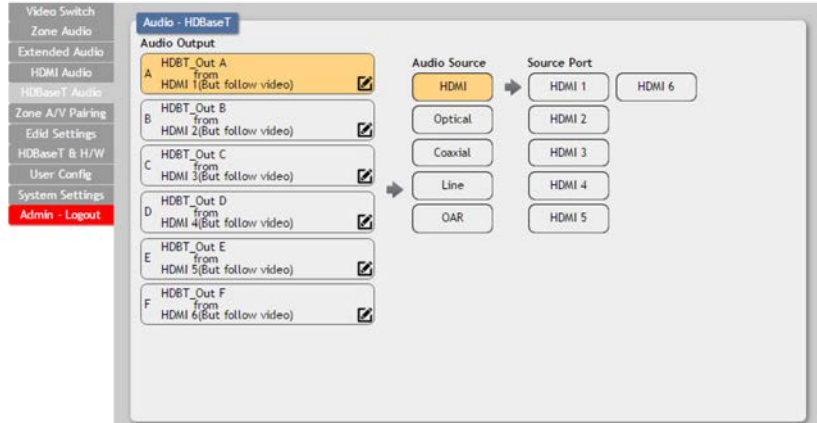 Video Switch
Zone Audio
Extended Audio
HDMI Audio
HDBaseT Audio
Zone A/V Pairing
Edid Settings
HDBaseT & H/W
User Config
System Settings
Admin - Logout
Audio - HDBaseT
Audio Output
A
HDBT_Out A
from
HDMI 1(But follow video)
B
HDBT_Out B
from
HDMI 2(But follow video)
C
HDBT_Out C
from
HDMI 3(But follow video)
D
HDBT_Out D
from
HDMI 4(But follow video)
E
HDBT_Out E
from
HDMI 5(But follow video)
F
HDBT_Out F
from
HDMI 6(But follow video)
Audio Source
HDMI
Optical
Coaxial
Line
OAR
Source Port
HDMI 1
HDMI 6
HDMI 2
HDMI 3
HDMI 4
HDMI 5